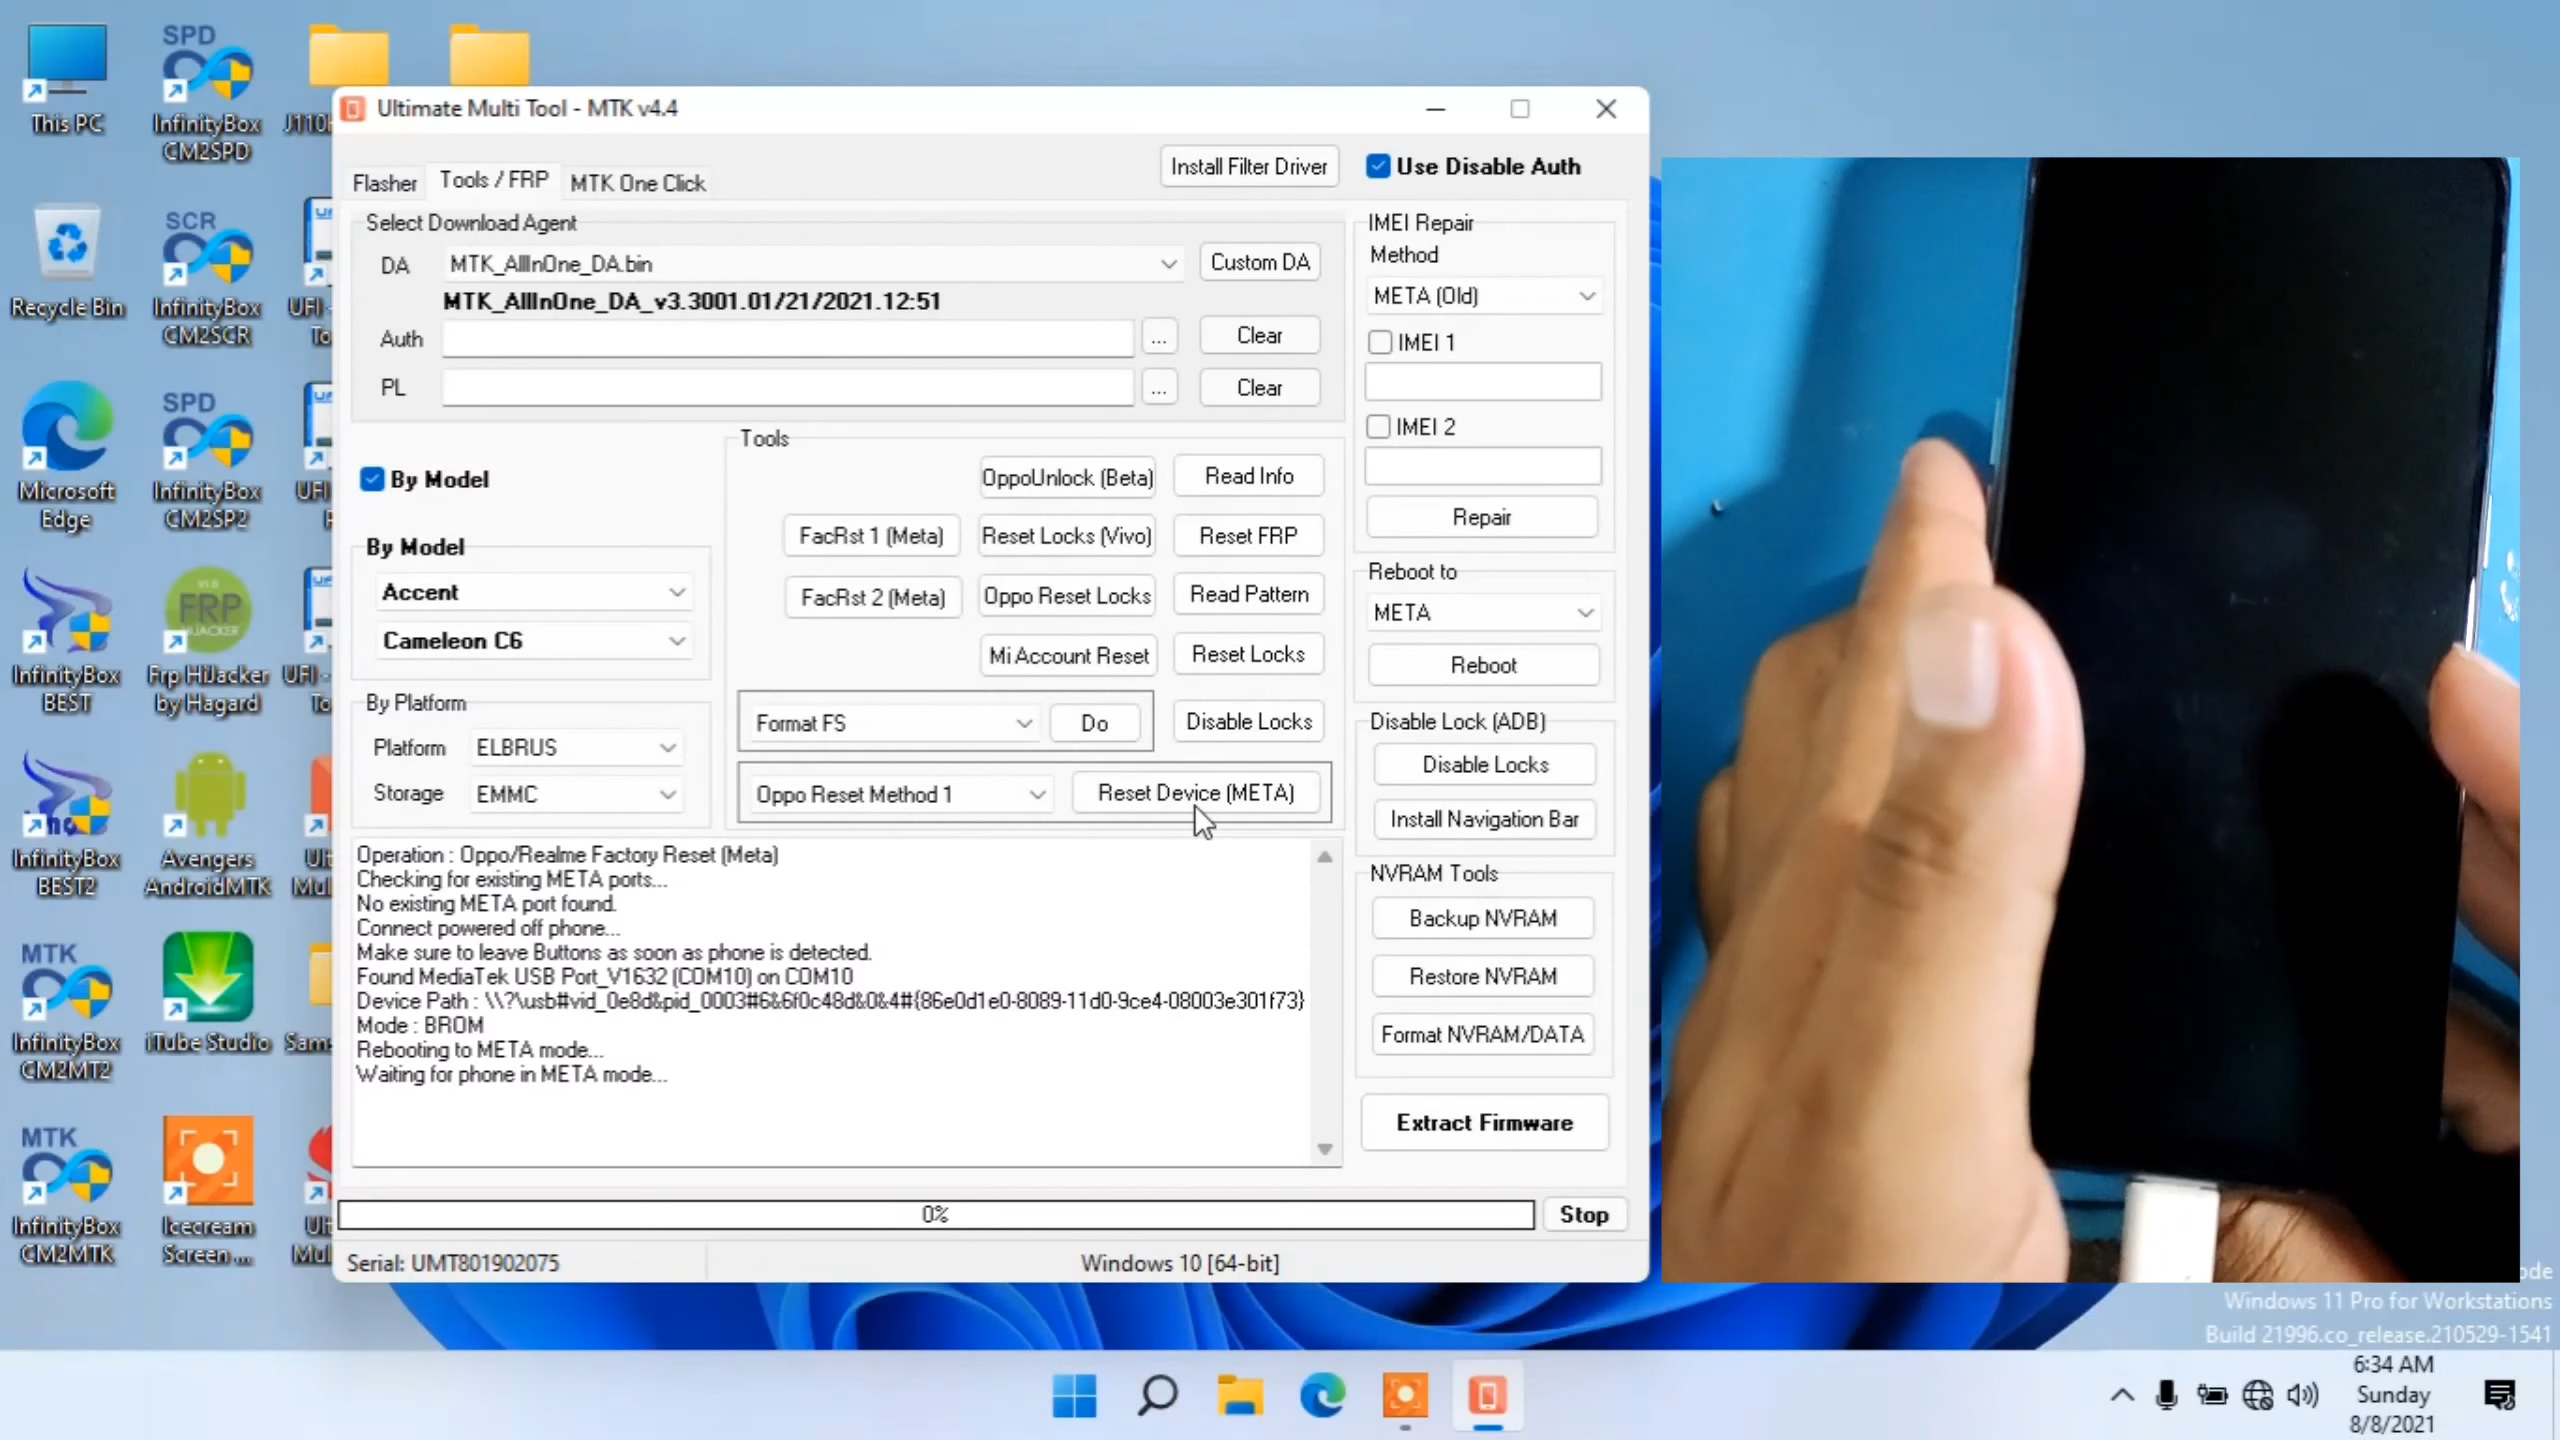 This PC
SPD
InfinityBox
CM2SPD
Recycle Bin
SCR
InfinityBox
CM2SCR
Microsoft
Edge
SPD
InfinityBox
CM2SP2
InfinityBox
BEST
FRP
HIJACKER
Frp HiJacker
by Hagard
InfinityBox
BEST2
Avengers
AndroidMTK
MTK
InfinityBox
CM2MT2
iTube Studio
MTK
InfinityBox
CM2MTK
Icecream
Screen ...
Ultimate Multi Tool - MTK v4.4
Flasher
Tools / FRP
MTK One Click
Install Filter Driver
Use Disable Auth
Select Download Agent
DA
MTK_AllInOne_DA.bin
Custom DA
MTK_AllInOne_DA_v3.3001.01/21/2021.12:51
Auth
...
Clear
PL
...
Clear
By Model
By Model
Accent
Cameleon C6
By Platform
Platform
ELBRUS
Storage
EMMC
Tools
OppoUnlock (Beta)
Read Info
FacRst 1 (Meta)
Reset Locks (Vivo)
Reset FRP
FacRst 2 (Meta)
Oppo Reset Locks
Read Pattern
Mi Account Reset
Reset Locks
Format FS
Do
Disable Locks
Oppo Reset Method 1
Reset Device (META)
IMEI Repair
Method
META (Old)
IMEI 1
IMEI 2
Repair
Reboot to
META
Reboot
Disable Lock (ADB)
Disable Locks
Install Navigation Bar
NVRAM Tools
Backup NVRAM
Restore NVRAM
Format NVRAM/DATA
Extract Firmware
Operation : Oppo/Realme Factory Reset (Meta)
Checking for existing META ports...
No existing META port found.
Connect powered off phone...
Make sure to leave Buttons as soon as phone is detected.
Found MediaTek USB Port_V1632 (COM10) on COM10
Device Path : \\?\usb#vid_0e8d&pid_0003#6&6f0c48d&0&4#{86e0d1e0-8089-11d0-9ce4-08003e301f73}
Mode : BROM
Rebooting to META mode...
Waiting for phone in META mode...
0%
Stop
Serial: UMT801902075
Windows 10 [64-bit]
Windows 11 Pro for Workstations
Build 21996.co_release.210529-1541
6:34 AM
Sunday
8/8/2021